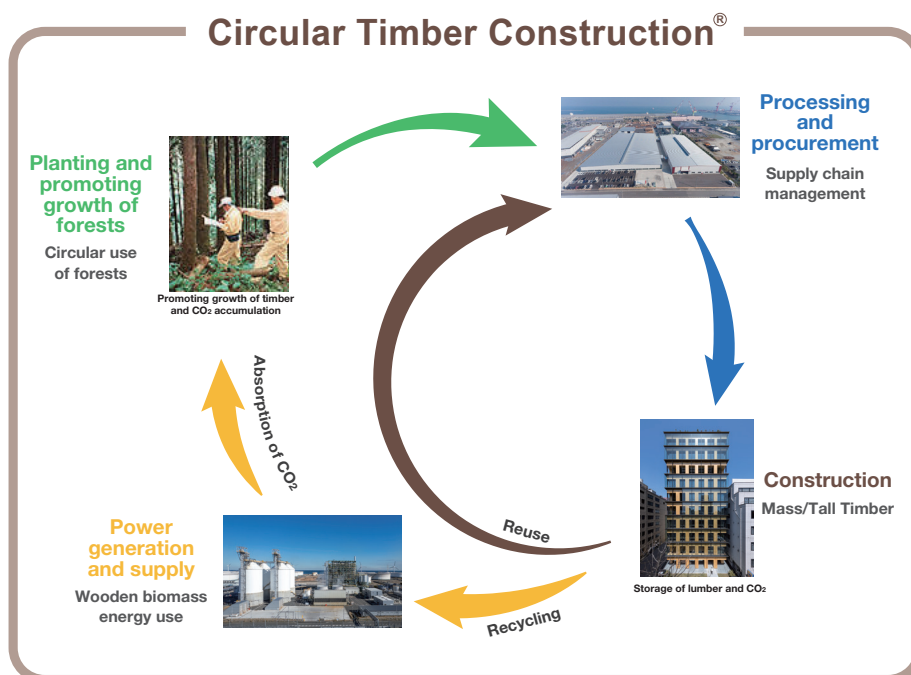 Circular Timber Construction®
Planting and
promoting
growth of
forests
Circular use
of forests
Promoting growth of timber
and CO₂ accumulation
Processing
and
procurement
Supply chain
management
Construction
Mass/Tall Timber
Storage of lumber and CO₂
Reuse
Recycling
Power
generation
and supply
Wooden biomass
energy use
Absorption of CO₂